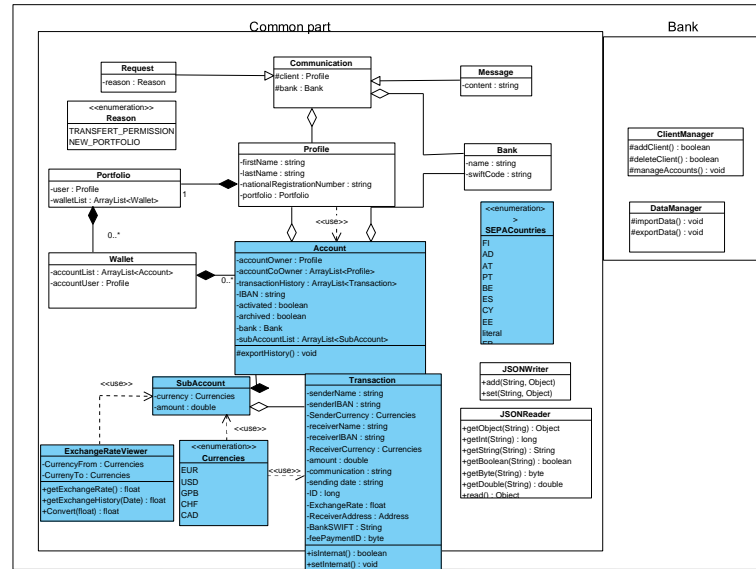 Common part
Bank
Request
-reason : Reason
Communication
#client : Profile
#bank : Bank
Message
-content : string
<<enumeration>>
Reason
TRANSFERT_PERMISSION
NEW_PORTFOLIO
Profile
-firstName : string
-lastName : string
-nationalRegistrationNumber : string
-portfolio : Portfolio
Bank
-name : string
-swiftCode : string
ClientManager
#addClient() : boolean
#deleteClient() : boolean
#manageAccounts() : void
Portfolio
-user : Profile
-walletList : ArrayList<Wallet>
1
<<use>>
0..*
DataManager
#importData() : void
#exportData() : void
<<enumeration>
>
SEPACountries
FI
AD
AT
PT
BE
ES
CY
EE
literal
Wallet
-accountList : ArrayList<Account>
-accountUser : Profile
0..*
Account
-accountOwner : Profile
-accountCoOwner : ArrayList<Profile>
-transactionHistory : ArrayList<Transaction>
-IBAN : string
-activated : boolean
-archived : boolean
-bank : Bank
-subAccountList : ArrayList<SubAccount>
#exportHistory() : void
JSONWriter
+add(String, Object)
+set(String, Object)
<<use>>
SubAccount
-currency : Currencies
-amount : double
<<use>>
Transaction
-senderName : string
-senderIBAN : string
-SenderCurrency : Currencies
-receiverName : string
-receiverIBAN : string
-ReceiverCurrency : Currencies
-amount : double
-communication : string
-sending date : string
-ID : long
-ExchangeRate : float
-ReceiverAddress : Address
-BankSWIFT : String
-feePaymentID : byte
+isInternat() : boolean
+setInternat() : void
JSONReader
+getObject(String) : Object
+getInt(String) : long
+getString(String) : String
+getBoolean(String) : boolean
+getByte(String) : byte
+getDouble(String) : double
+read() : Object
ExchangeRateViewer
-CurrencyFrom : Currencies
-CurrenyTo : Currencies
+getExchangeRate() : float
+getExchangeHistory(Date) : float
+Convert(float) : float
<<enumeration>>
Currencies
EUR
USD
GPB
CHF
CAD
<<use>>